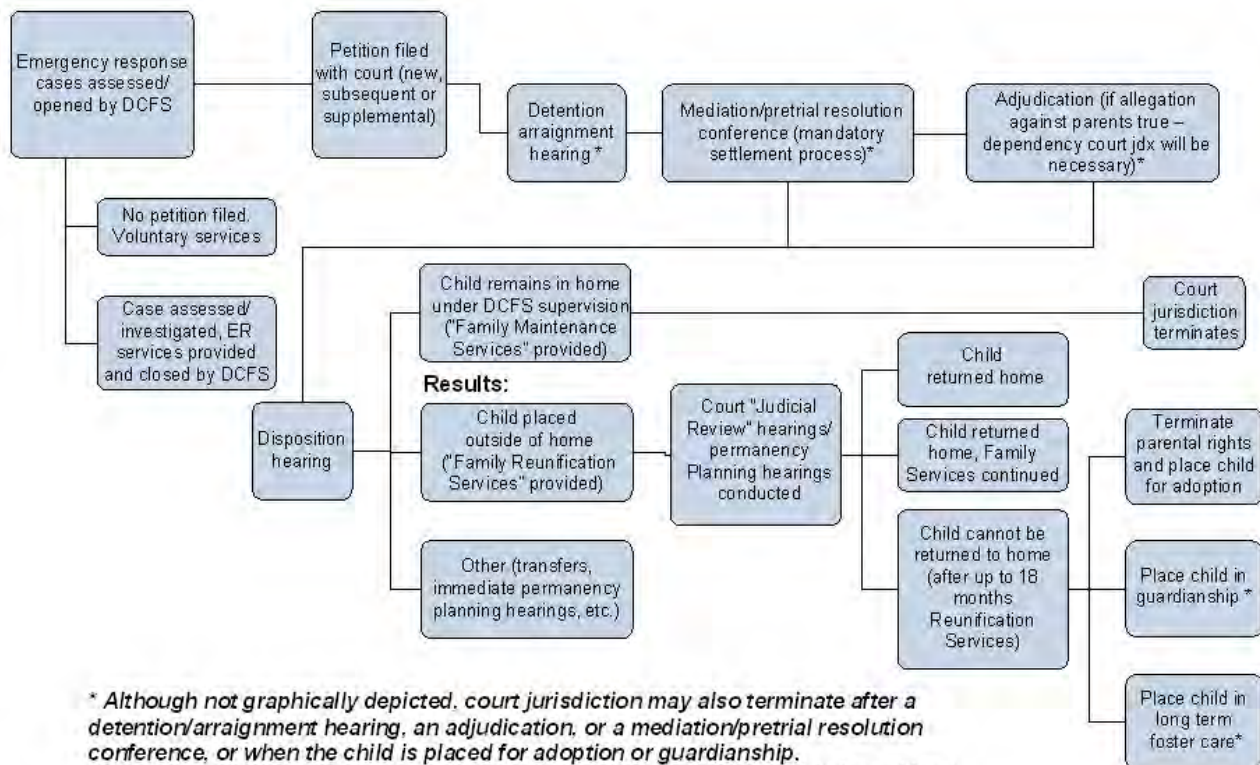 Emergency response
cases assessed/
opened by DCFS
Petition filed
with court (new,
subsequent or
supplemental)
Detention
arraignment
hearing *
Mediation/pretrial resolution
conference (mandatory
settlement process)*
Adjudication (if allegation
against parents true –
dependency court jdx will be
necessary)*
No petition filed.
Voluntary services
Case assessed/
investigated, ER
services provided
and closed by DCFS
Disposition
hearing
Child remains in home
under DCFS supervision
("Family Maintenance
Services" provided)
Court
jurisdiction
terminates
Results:
Child placed
outside of home
("Family Reunification
Services" provided)
Other (transfers,
immediate permanency
planning hearings, etc.)
Court "Judicial
Review" hearings/
permanency
Planning hearings
conducted
Child
returned home
Child returned
home, Family
Services continued
Child cannot be
returned to home
(after up to 18
months
Reunification
Services)
Terminate
parental rights
and place child
for adoption
Place child in
guardianship *
Place child in
long term
foster care*
* Although not graphically depicted, court jurisdiction may also terminate after a
detention/arraignment hearing, an adjudication, or a mediation/pretrial resolution
conference, or when the child is placed for adoption or guardianship.